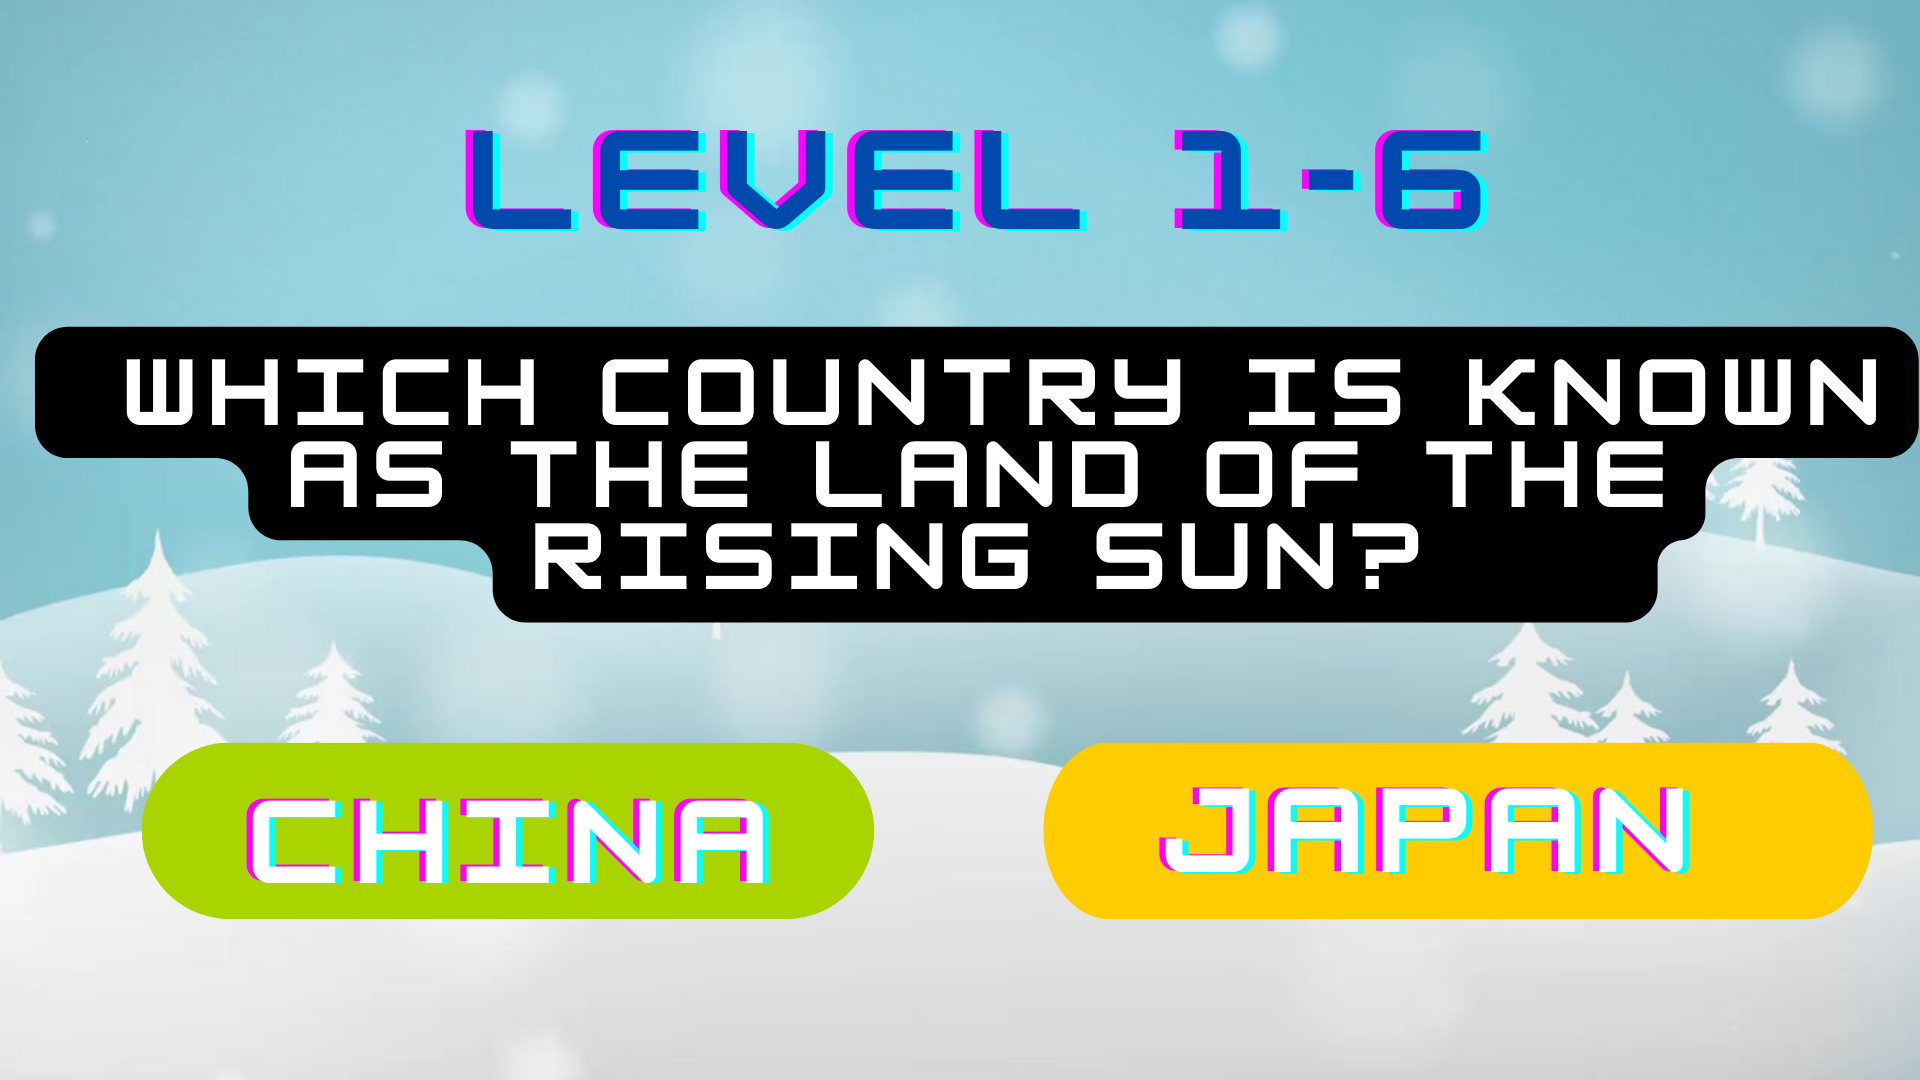 LEVEL 1-6
WHICH COUNTRY IS KNOWN
AS THE LAND OF THE
RISING SUN?
CHINA
JAPAN